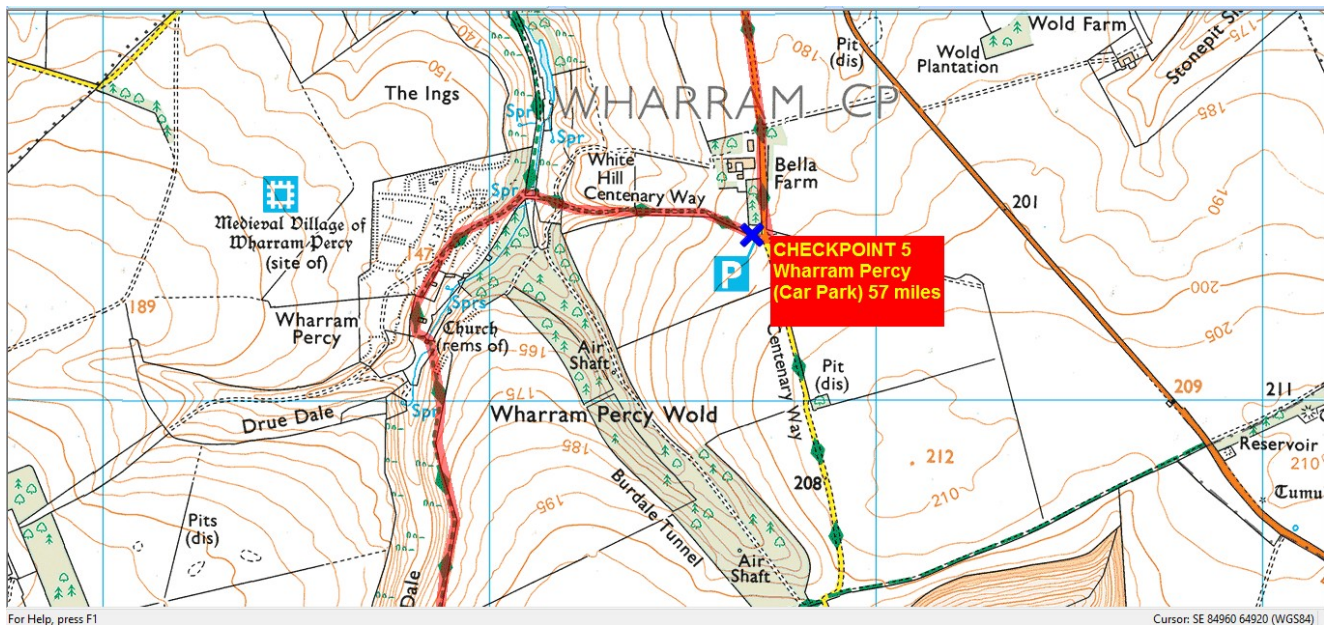 Wold Farm
Pit
(dis)
Wold
Plantation
Stonepit
175
185
180
140
150
The Ings
WHARRAM CP
Spr
Spr
White
Hill
Centenary Way
Bella
Farm
Spr
190
201
Medieval Village of
Wharram Percy
(site of)
147
P
CHECKPOINT 5
Wharram Percy
(Car Park) 57 miles
200
205
189
Wharram
Percy
Sprs
Church
(rems of)
165
Air
Shaft
175
Centenary Way
Pit
(dis)
209
211
Spr
Drue Dale
Wharram Percy Wold
185
212
Reservoir
210
208
210
195
Burdale Tunnel
Tumu
Pits
(dis)
Air
Shaft
Dale
For Help, press F1
Cursor: SE 84960 64920 (WGS84)